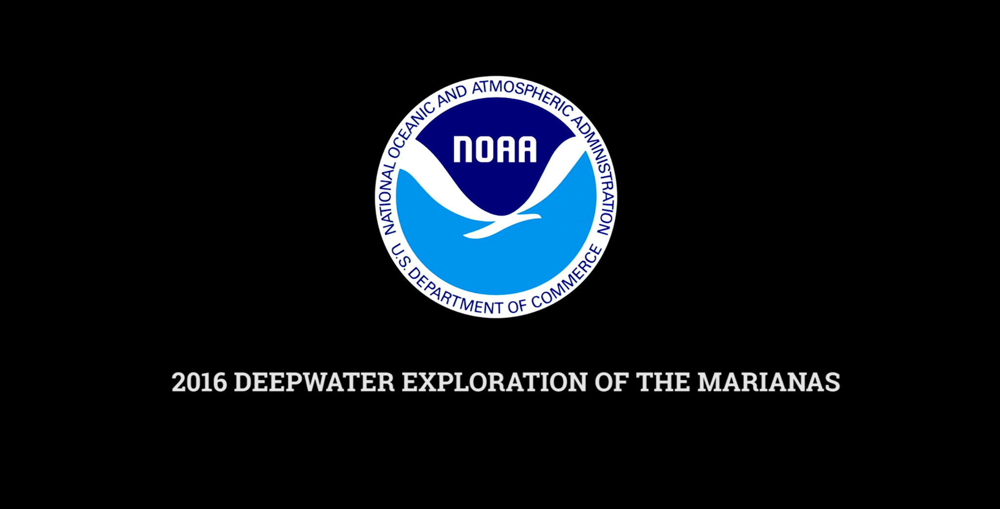 NATIONAL OCEANIC AND ATMOSPHERIC ADMINISTRATION
NOAA
U.S. DEPARTMENT OF COMMERCE
2016 DEEPWATER EXPLORATION OF THE MARIANAS